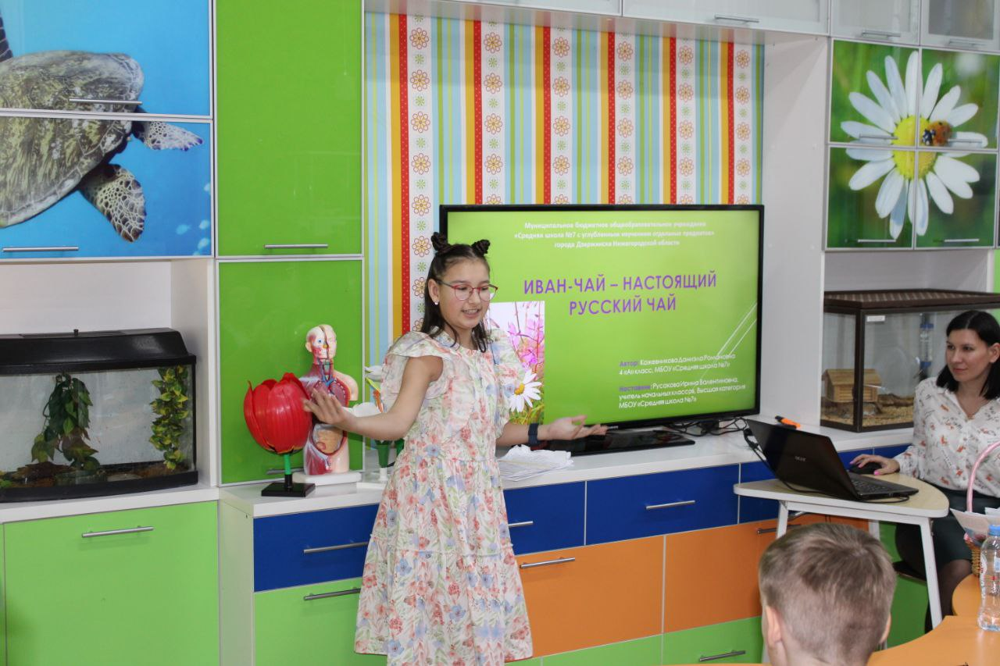 Муниципальное бюджетное общеобразовательное учреждение
«Средняя школа №7 с углубленным изучением отдельных предметов»
города Дзержинска Нижегородской области
ИВАН-ЧАЙ – НАСТОЯЩИЙ
РУССКИЙ ЧАЙ
Автор: Кожевникова Даниэла Романовна
4 «А» класс, МБОУ «Средняя школа №7»
Наставник: Русакова Ирина Валентиновна,
учитель начальных классов, Высшая категория
МБОУ «Средняя школа №7»
acer